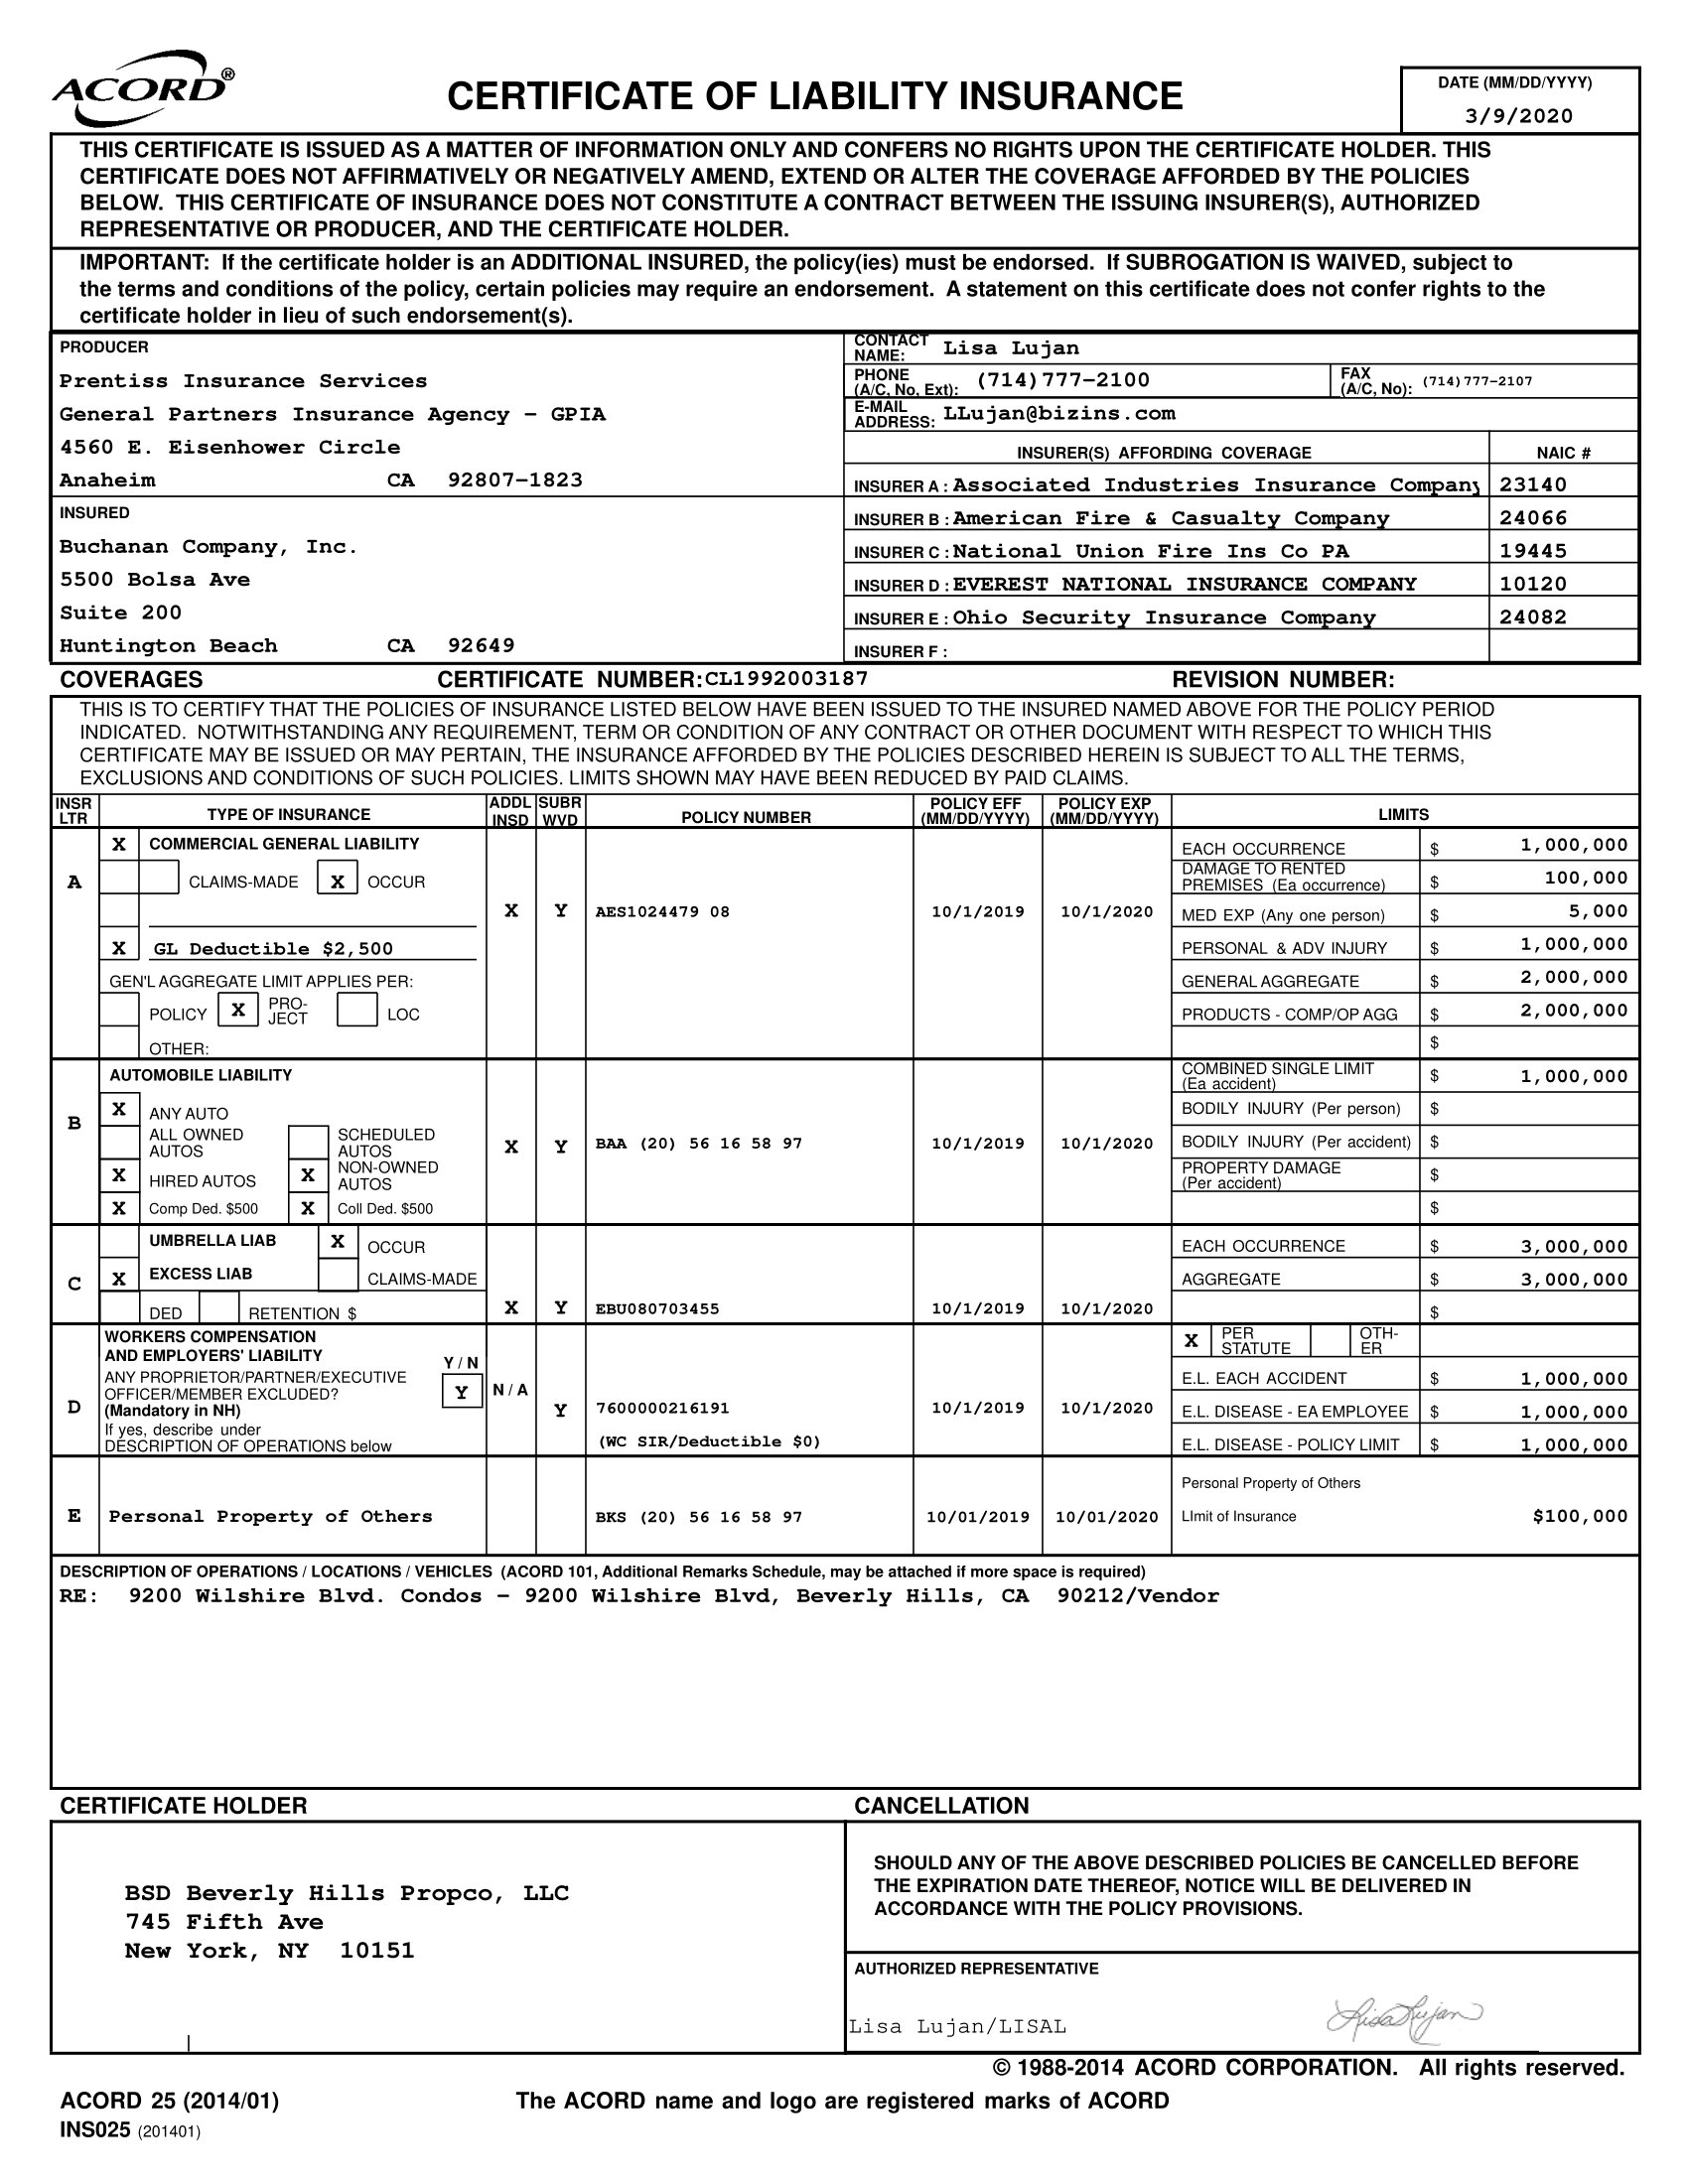 ACORD®
CERTIFICATE OF LIABILITY INSURANCE
DATE (MM/DD/YYYY)
3/9/2020
THIS CERTIFICATE IS ISSUED AS A MATTER OF INFORMATION ONLY AND CONFERS NO RIGHTS UPON THE CERTIFICATE HOLDER. THIS
CERTIFICATE DOES NOT AFFIRMATIVELY OR NEGATIVELY AMEND, EXTEND OR ALTER THE COVERAGE AFFORDED BY THE POLICIES
BELOW. THIS CERTIFICATE OF INSURANCE DOES NOT CONSTITUTE A CONTRACT BETWEEN THE ISSUING INSURER(S), AUTHORIZED
REPRESENTATIVE OR PRODUCER, AND THE CERTIFICATE HOLDER.
IMPORTANT: If the certificate holder is an ADDITIONAL INSURED, the policy(ies) must be endorsed. If SUBROGATION IS WAIVED, subject to
the terms and conditions of the policy, certain policies may require an endorsement. A statement on this certificate does not confer rights to the
certificate holder in lieu of such endorsement(s).
PRODUCER
Prentiss Insurance Services
General Partners Insurance Agency - GPIA
4560 E. Eisenhower Circle
Anaheim CA 92807-1823
CONTACT NAME: Lisa Lujan
PHONE (A/C, No, Ext): (714)777-2100
FAX (A/C, No): (714)777-2107
E-MAIL ADDRESS: LLujan@bizins.com
INSURER(S) AFFORDING COVERAGE NAIC #
INSURER A : Associated Industries Insurance Company 23140
INSURED
Buchanan Company, Inc.
5500 Bolsa Ave
Suite 200
Huntington Beach CA 92649
INSURER B : American Fire & Casualty Company 24066
INSURER C : National Union Fire Ins Co PA 19445
INSURER D : EVEREST NATIONAL INSURANCE COMPANY 10120
INSURER E : Ohio Security Insurance Company 24082
INSURER F :
COVERAGES CERTIFICATE NUMBER: CL1992003187 REVISION NUMBER:
THIS IS TO CERTIFY THAT THE POLICIES OF INSURANCE LISTED BELOW HAVE BEEN ISSUED TO THE INSURED NAMED ABOVE FOR THE POLICY PERIOD
INDICATED. NOTWITHSTANDING ANY REQUIREMENT, TERM OR CONDITION OF ANY CONTRACT OR OTHER DOCUMENT WITH RESPECT TO WHICH THIS
CERTIFICATE MAY BE ISSUED OR MAY PERTAIN, THE INSURANCE AFFORDED BY THE POLICIES DESCRIBED HEREIN IS SUBJECT TO ALL THE TERMS,
EXCLUSIONS AND CONDITIONS OF SUCH POLICIES. LIMITS SHOWN MAY HAVE BEEN REDUCED BY PAID CLAIMS.
INSR LTR TYPE OF INSURANCE ADDL INSD SUBR WVD POLICY NUMBER POLICY EFF (MM/DD/YYYY) POLICY EXP (MM/DD/YYYY) LIMITS
X COMMERCIAL GENERAL LIABILITY
A CLAIMS-MADE X OCCUR
X Y AES1024479 08 10/1/2019 10/1/2020
X GL Deductible $2,500
GEN'L AGGREGATE LIMIT APPLIES PER:
POLICY X PRO-JECT LOC
OTHER:
EACH OCCURRENCE $ 1,000,000
DAMAGE TO RENTED PREMISES (Ea occurrence) $ 100,000
MED EXP (Any one person) $ 5,000
PERSONAL & ADV INJURY $ 1,000,000
GENERAL AGGREGATE $ 2,000,000
PRODUCTS - COMP/OP AGG $ 2,000,000
$
AUTOMOBILE LIABILITY
B X ANY AUTO
ALL OWNED AUTOS SCHEDULED AUTOS
X HIRED AUTOS X NON-OWNED AUTOS
X Comp Ded. $500 X Coll Ded. $500
X Y BAA (20) 56 16 58 97 10/1/2019 10/1/2020
COMBINED SINGLE LIMIT (Ea accident) $ 1,000,000
BODILY INJURY (Per person) $
BODILY INJURY (Per accident) $
PROPERTY DAMAGE (Per accident) $
$
UMBRELLA LIAB X OCCUR
C X EXCESS LIAB CLAIMS-MADE
DED RETENTION $
X Y EBU080703455 10/1/2019 10/1/2020
EACH OCCURRENCE $ 3,000,000
AGGREGATE $ 3,000,000
$
WORKERS COMPENSATION
AND EMPLOYERS' LIABILITY
Y / N
ANY PROPRIETOR/PARTNER/EXECUTIVE
OFFICER/MEMBER EXCLUDED? Y N / A
D (Mandatory in NH)
If yes, describe under
DESCRIPTION OF OPERATIONS below
Y 7600000216191 10/1/2019 10/1/2020
(WC SIR/Deductible $0)
X PER STATUTE OTH-ER
E.L. EACH ACCIDENT $ 1,000,000
E.L. DISEASE - EA EMPLOYEE $ 1,000,000
E.L. DISEASE - POLICY LIMIT $ 1,000,000
E Personal Property of Others BKS (20) 56 16 58 97 10/01/2019 10/01/2020
Personal Property of Others
LImit of Insurance $100,000
DESCRIPTION OF OPERATIONS / LOCATIONS / VEHICLES (ACORD 101, Additional Remarks Schedule, may be attached if more space is required)
RE: 9200 Wilshire Blvd. Condos - 9200 Wilshire Blvd, Beverly Hills, CA 90212/Vendor
CERTIFICATE HOLDER
BSD Beverly Hills Propco, LLC
745 Fifth Ave
New York, NY 10151
CANCELLATION
SHOULD ANY OF THE ABOVE DESCRIBED POLICIES BE CANCELLED BEFORE
THE EXPIRATION DATE THEREOF, NOTICE WILL BE DELIVERED IN
ACCORDANCE WITH THE POLICY PROVISIONS.
AUTHORIZED REPRESENTATIVE
Lisa Lujan/LISAL
Lisa Lujan
© 1988-2014 ACORD CORPORATION. All rights reserved.
ACORD 25 (2014/01) The ACORD name and logo are registered marks of ACORD
INS025 (201401)